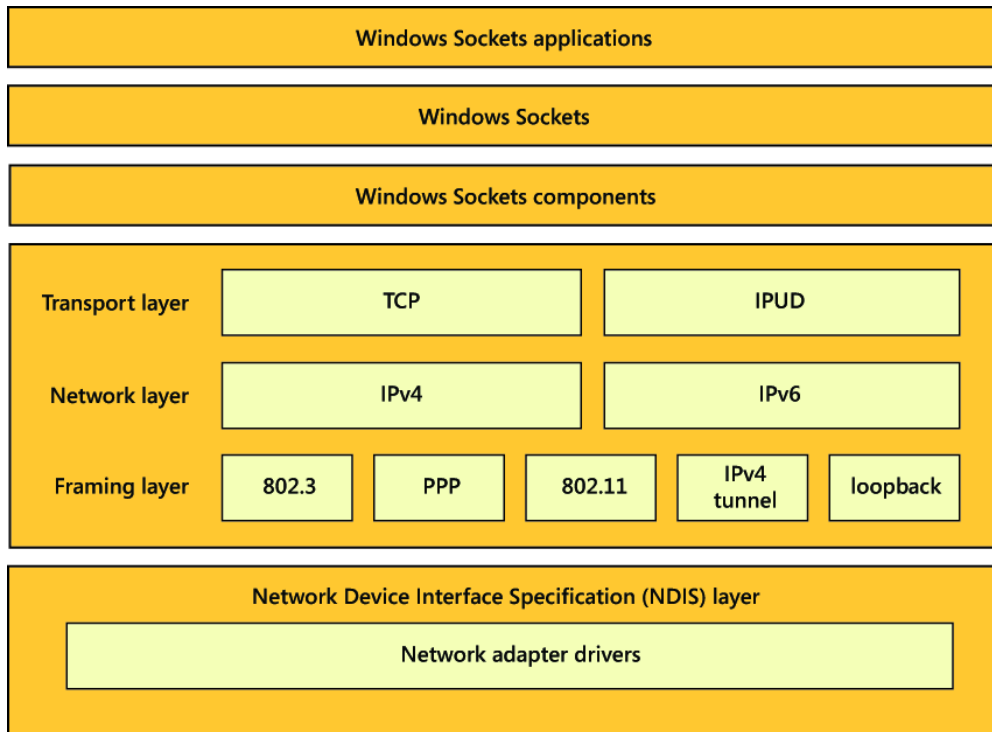 Windows Sockets applications
Windows Sockets
Windows Sockets components
Transport layer
TCP
IPUD
Network layer
IPv4
IPv6
Framing layer
802.3
PPP
802.11
IPv4
tunnel
loopback
Network Device Interface Specification (NDIS) layer
Network adapter drivers